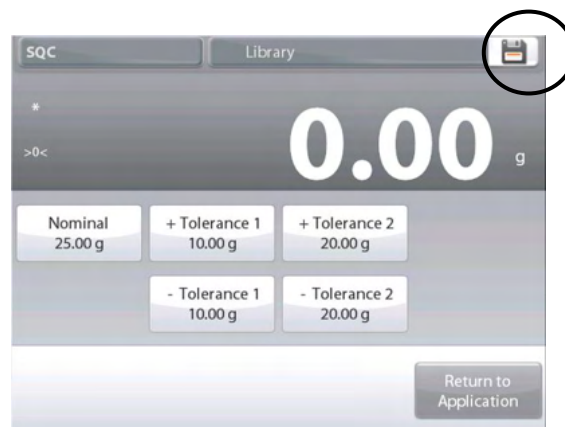 SQC
Library
*
>0<
0.00 g
Nominal
25.00 g
+ Tolerance 1
10.00 g
+ Tolerance 2
20.00 g
- Tolerance 1
10.00 g
- Tolerance 2
20.00 g
Return to
Application